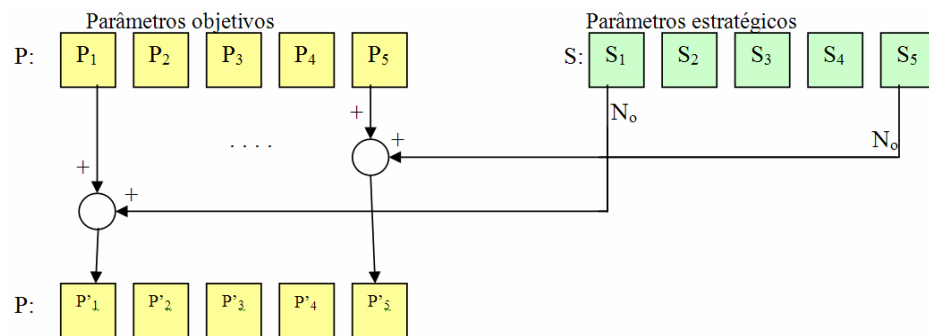 Parâmetros objetivos
Parâmetros estratégicos
P: P₁ P₂ P₃ P₄ P₅
S: S₁ S₂ S₃ S₄ S₅
+ Nₒ
. . . . + Nₒ
+
+
P: P'₁ P'₂ P'₃ P'₄ P'₅